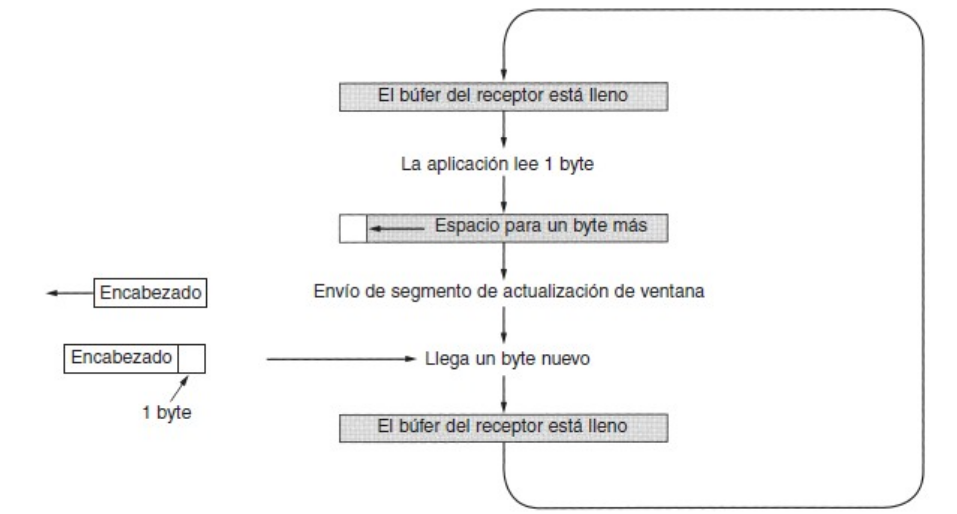 El búfer del receptor está lleno
La aplicación lee 1 byte
Espacio para un byte más
Encabezado
Envío de segmento de actualización de ventana
Encabezado
Llega un byte nuevo
1 byte
El búfer del receptor está lleno